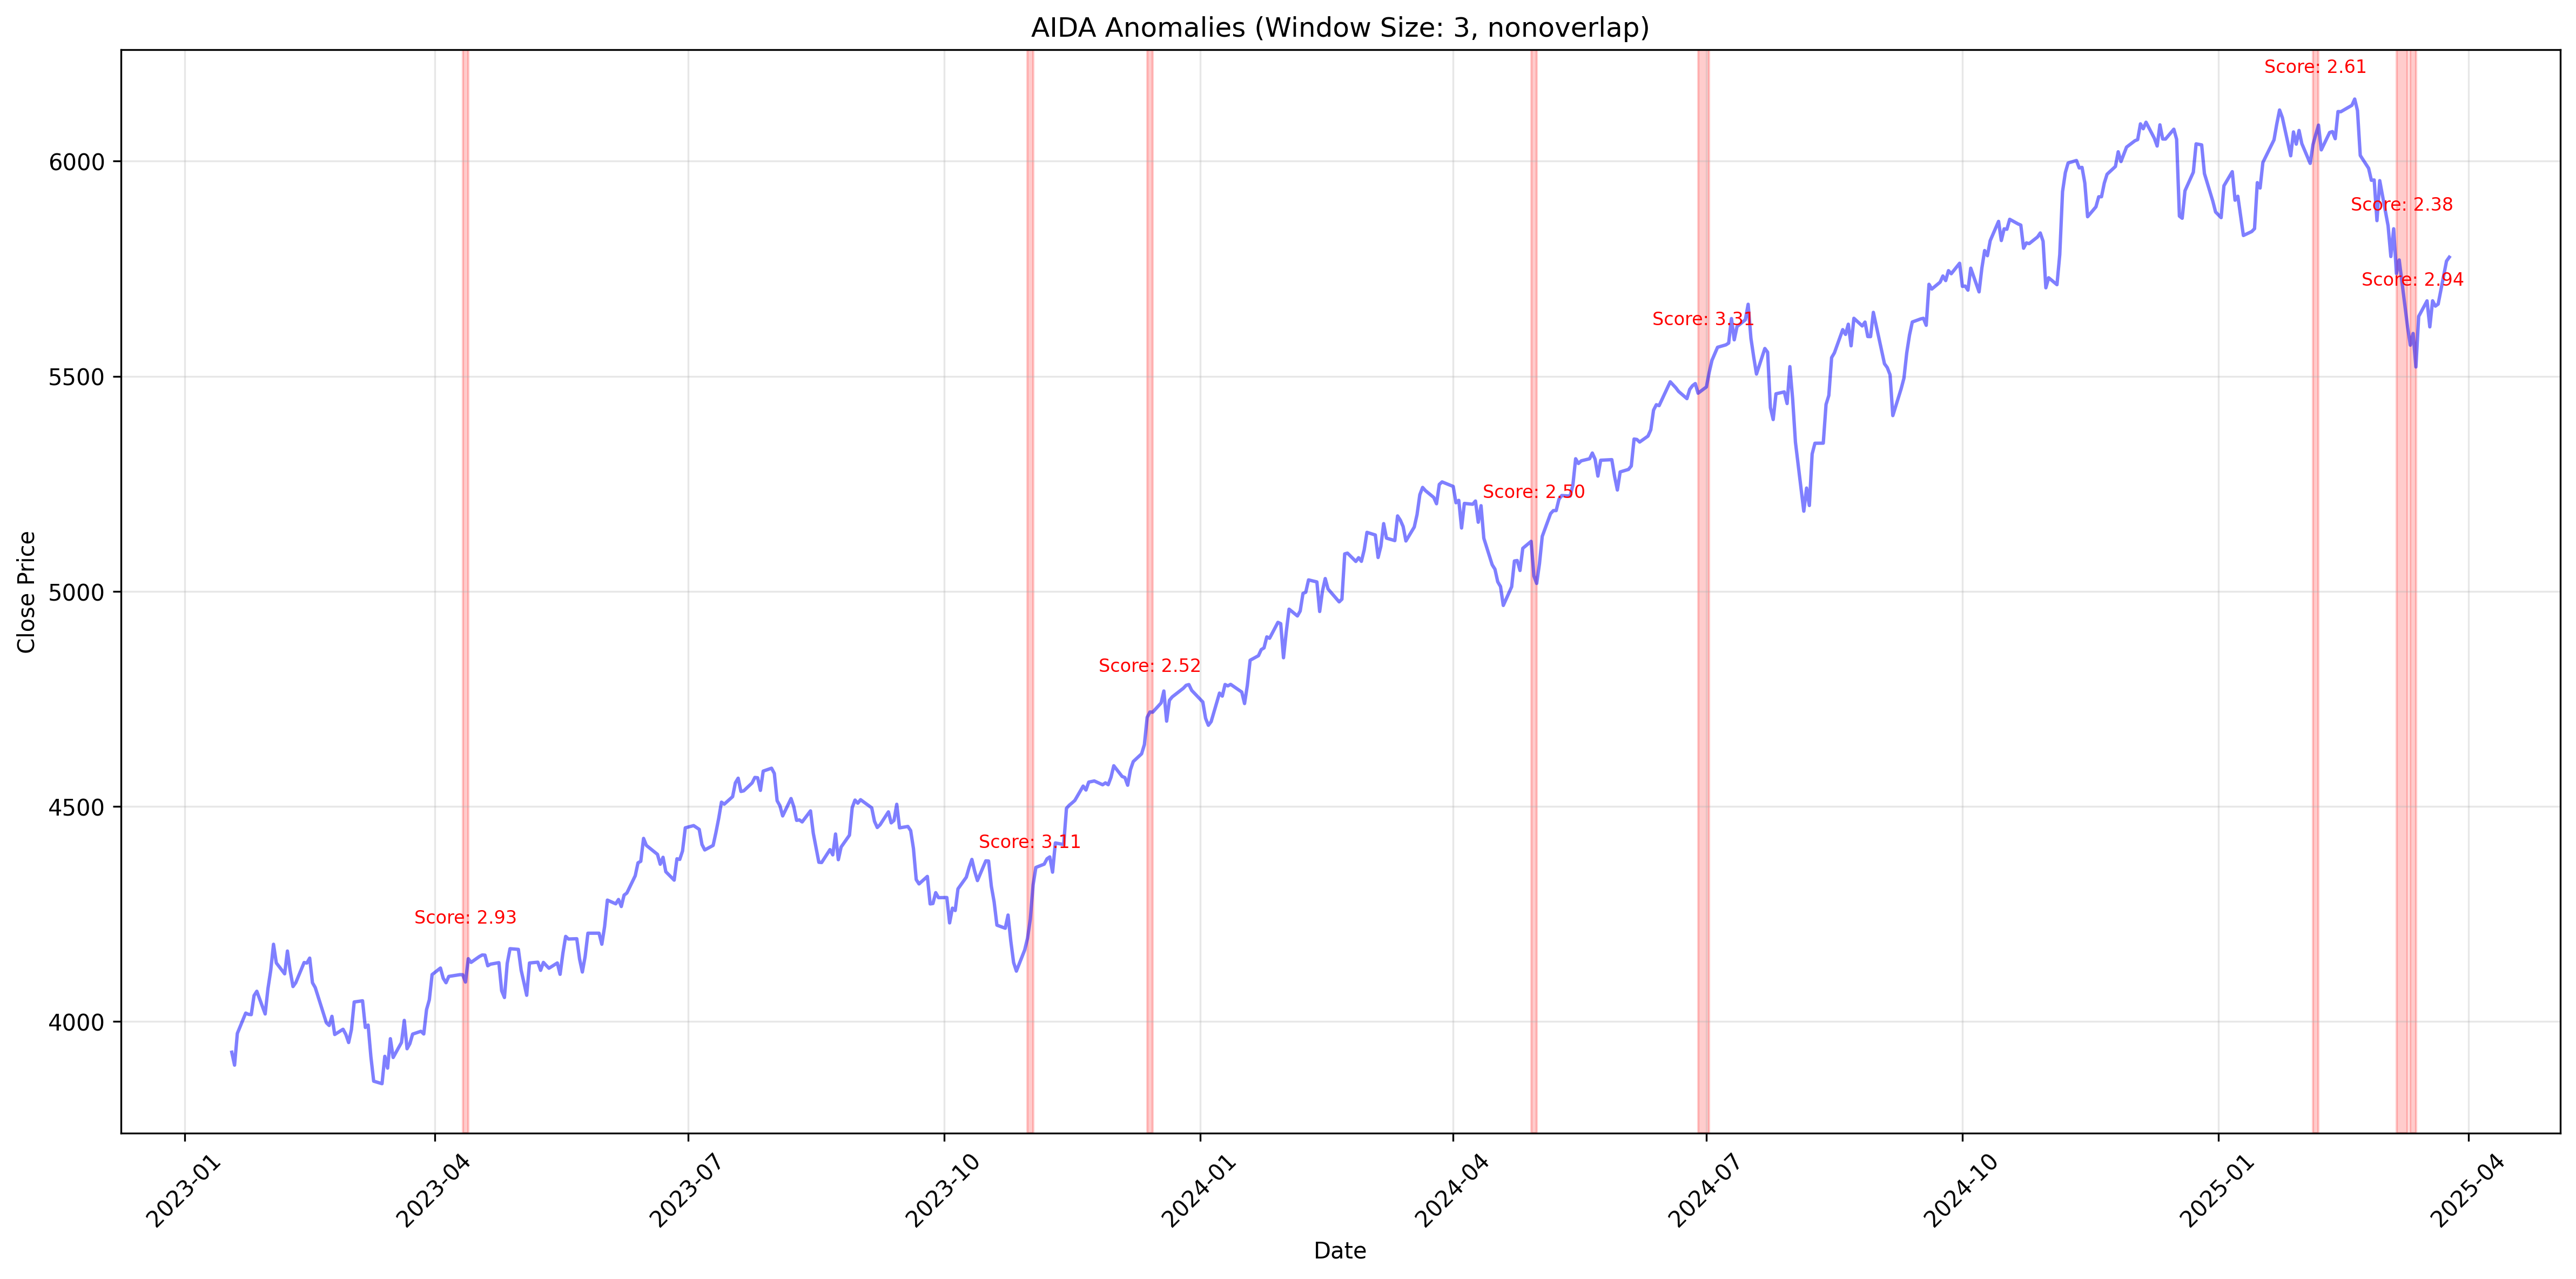 AIDA Anomalies (Window Size: 3, nonoverlap)
Score: 2.61
6000
Score: 2.38
Score: 2.94
Score: 3.31
5500
Score: 2.50
5000
Close Price
Score: 2.52
4500
Score: 3.11
Score: 2.93
4000
2023-01
2023-04
2023-07
2023-10
2024-01
2024-04
2024-07
2024-10
2025-01
2025-04
Date